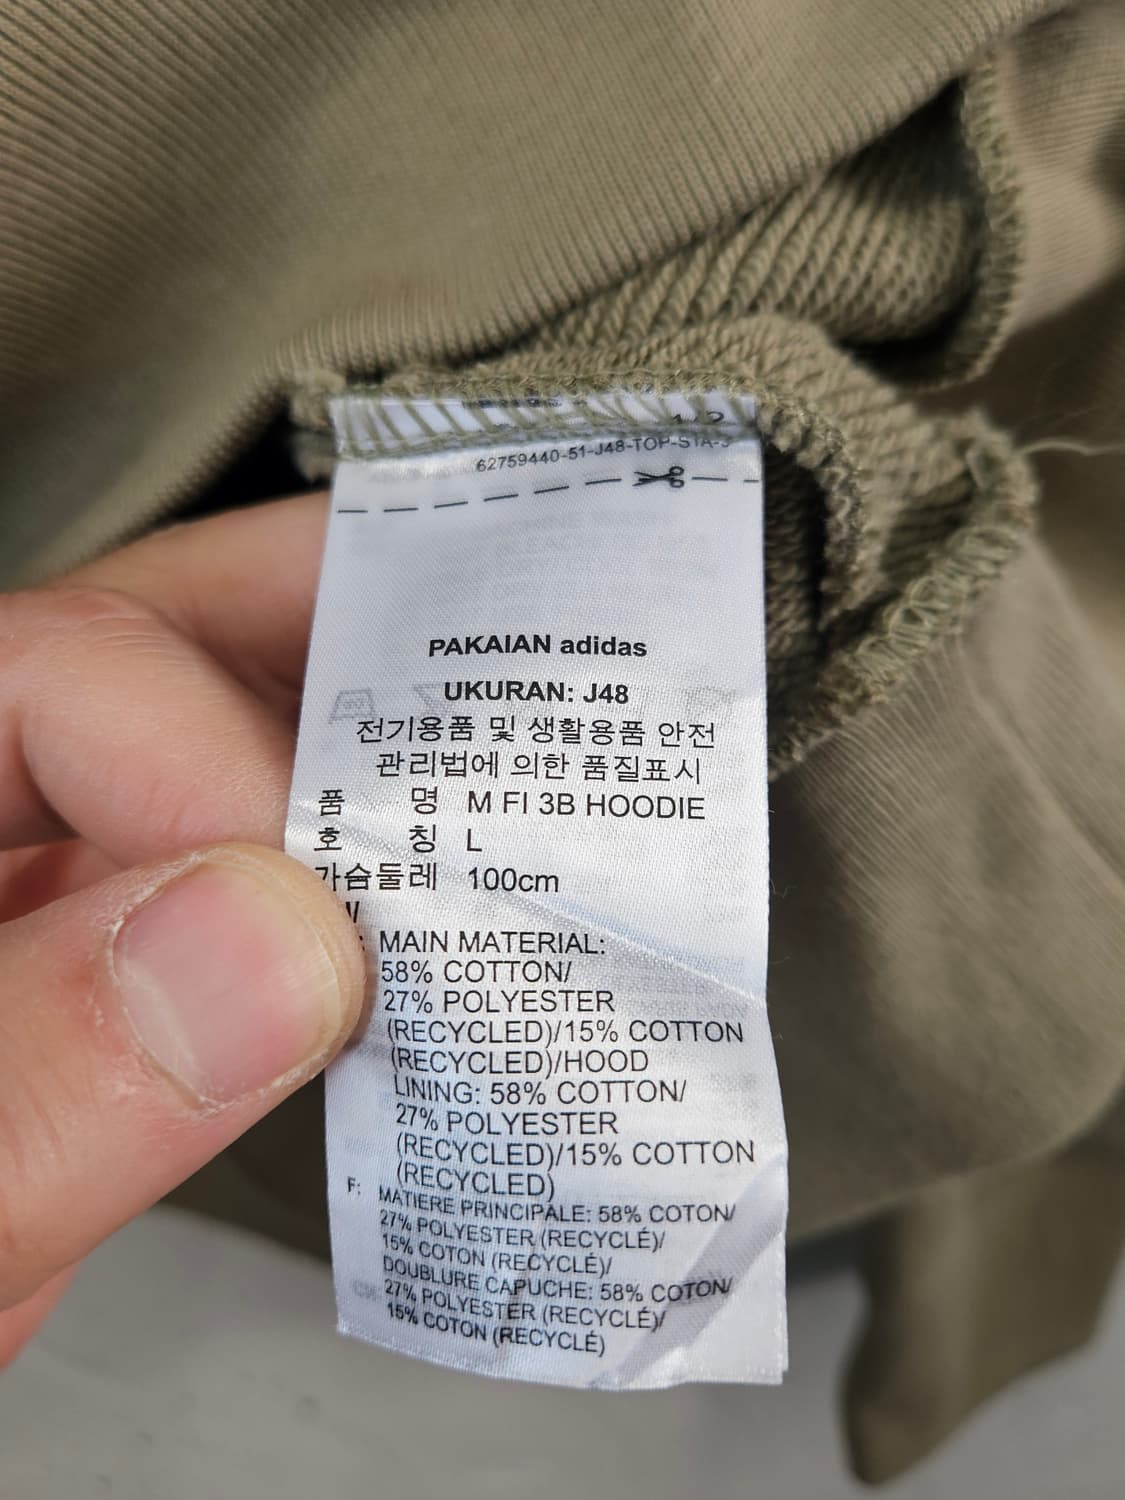 1/2
62759440-51-J48-TOP-STA-3
PAKAIAN adidas
UKURAN: J48
전기용품 및 생활용품 안전
관리법에 의한 품질표시
품 명 M FI 3B HOODIE
호 칭 L
가슴둘레 100cm
MAIN MATERIAL:
58% COTTON/
27% POLYESTER
(RECYCLED)/15% COTTON
(RECYCLED)/HOOD
LINING: 58% COTTON/
27% POLYESTER
(RECYCLED)/15% COTTON
(RECYCLED)
F: MATIERE PRINCIPALE: 58% COTON/
27% POLYESTER (RECYCLÉ)/
15% COTON (RECYCLÉ)/
DOUBLURE CAPUCHE: 58% COTON/
27% POLYESTER (RECYCLÉ)/
15% COTON (RECYCLÉ)